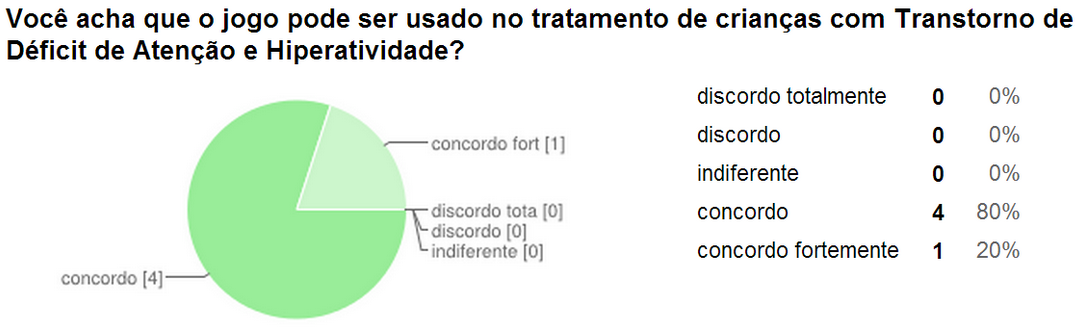 Você acha que o jogo pode ser usado no tratamento de crianças com Transtorno de
Déficit de Atenção e Hiperatividade?
concordo fort [1]
discordo tota [0]
discordo [0]
indiferente [0]
concordo [4]
discordo totalmente 0 0%
discordo 0 0%
indiferente 0 0%
concordo 4 80%
concordo fortemente 1 20%